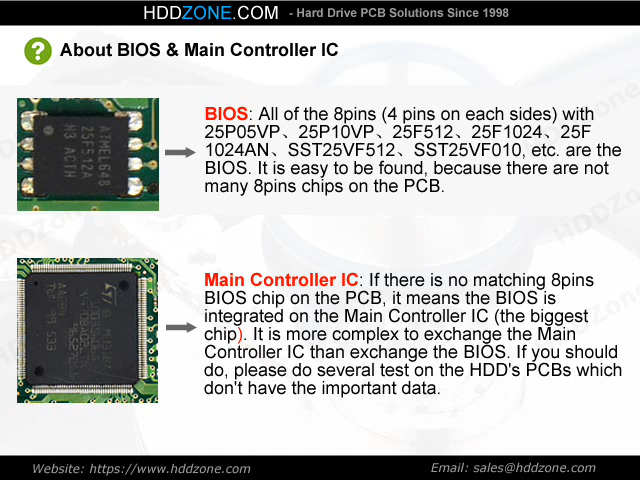 HDDZONE.COM - Hard Drive PCB Solutions Since 1998
? About BIOS & Main Controller IC
ATMEL648
25F512A
N3 ACTH
BIOS: All of the 8pins (4 pins on each sides) with
25P05VP、25P10VP、25F512、25F1024、25F
1024AN、SST25VF512、SST25VF010, etc. are the
BIOS. It is easy to be found, because there are not
many 8pins chips on the PCB.
Main Controller IC: If there is no matching 8pins
BIOS chip on the PCB, it means the BIOS is
integrated on the Main Controller IC (the biggest
chip). It is more complex to exchange the Main
Controller IC than exchange the BIOS. If you should
do, please do several test on the HDD's PCBs which
don't have the important data.
Website: https://www.hddzone.com Email: sales@hddzone.com